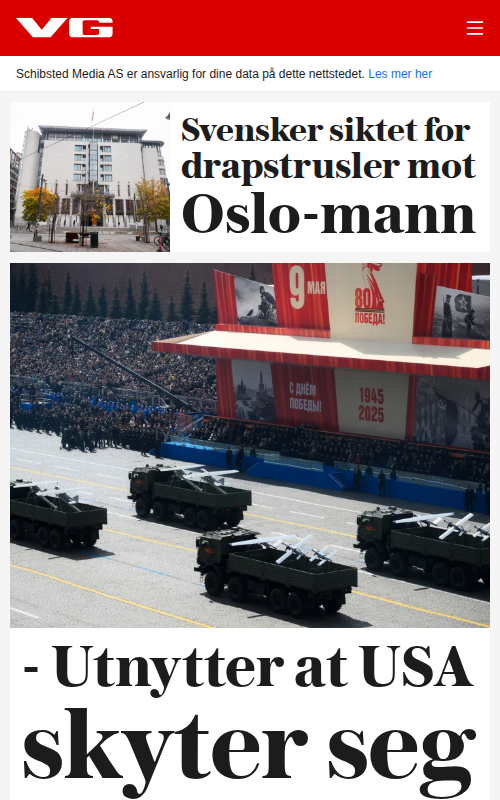 VG
Schibsted Media AS er ansvarlig for dine data på dette nettstedet. Les mer her
Svensker siktet for
drapstrusler mot
Oslo-mann
9 МАЯ
80
ПОБЕДА!
С ДНЁМ
ПОБЕДЫ!
1945
2025
- Utnytter at USA
skyter seg